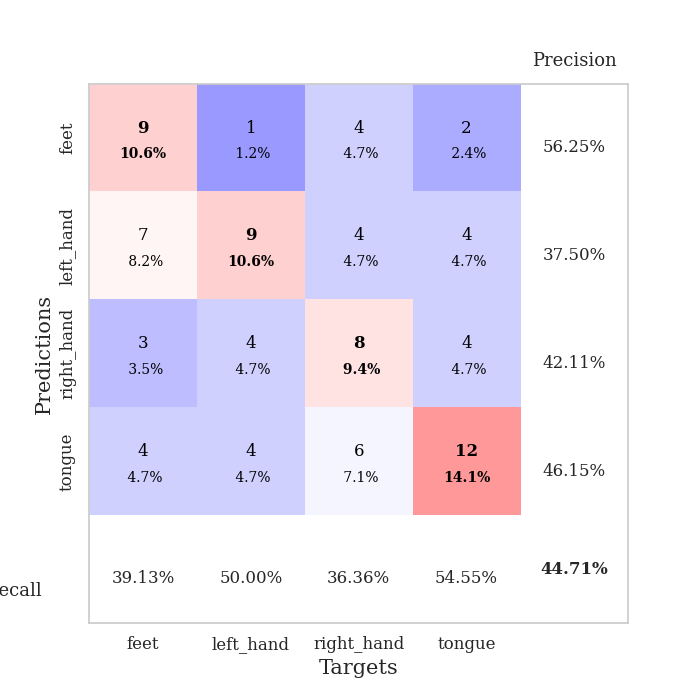 Precision
feet
9 1 4 2
10.6% 1.2% 4.7% 2.4%
56.25%
left_hand
7 9 4 4
8.2% 10.6% 4.7% 4.7%
37.50%
Predictions
right_hand
3 4 8 4
3.5% 4.7% 9.4% 4.7%
42.11%
tongue
4 4 6 12
4.7% 4.7% 7.1% 14.1%
46.15%
ecall
39.13% 50.00% 36.36% 54.55% 44.71%
feet left_hand right_hand tongue
Targets